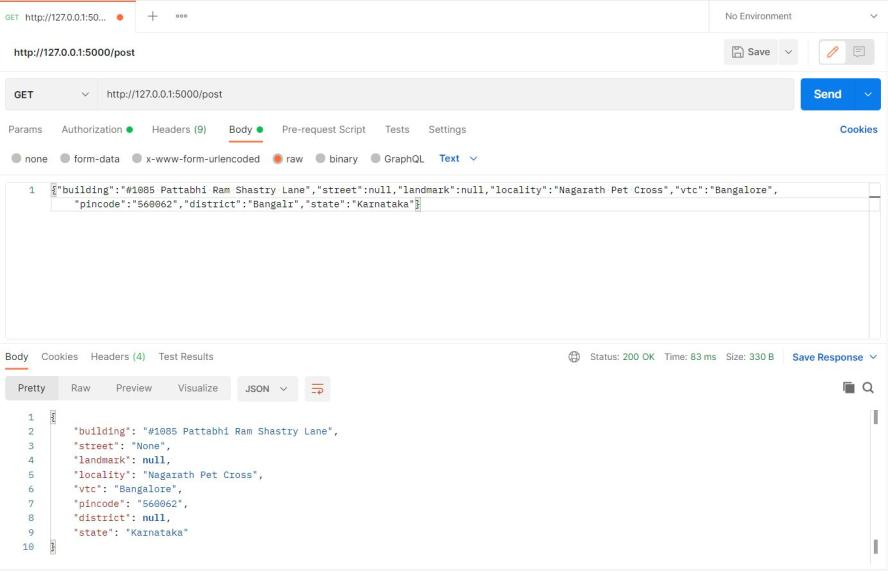 GET http://127.0.0.1:50...
No Environment
http://127.0.0.1:5000/post
Save
GET http://127.0.0.1:5000/post Send
Params Authorization Headers (9) Body Pre-request Script Tests Settings Cookies
none form-data x-www-form-urlencoded raw binary GraphQL Text
1 {"building":"#1085 Pattabhi Ram Shastry Lane","street":null,"landmark":null,"locality":"Nagarath Pet Cross","vtc":"Bangalore",
"pincode":"560062","district":"Bangalr","state":"Karnataka"}
Body Cookies Headers (4) Test Results Status: 200 OK Time: 83 ms Size: 330 B Save Response
Pretty Raw Preview Visualize JSON
1 {
2 "building": "#1085 Pattabhi Ram Shastry Lane",
3 "street": "None",
4 "landmark": null,
5 "locality": "Nagarath Pet Cross",
6 "vtc": "Bangalore",
7 "pincode": "560062",
8 "district": null,
9 "state": "Karnataka"
10 }